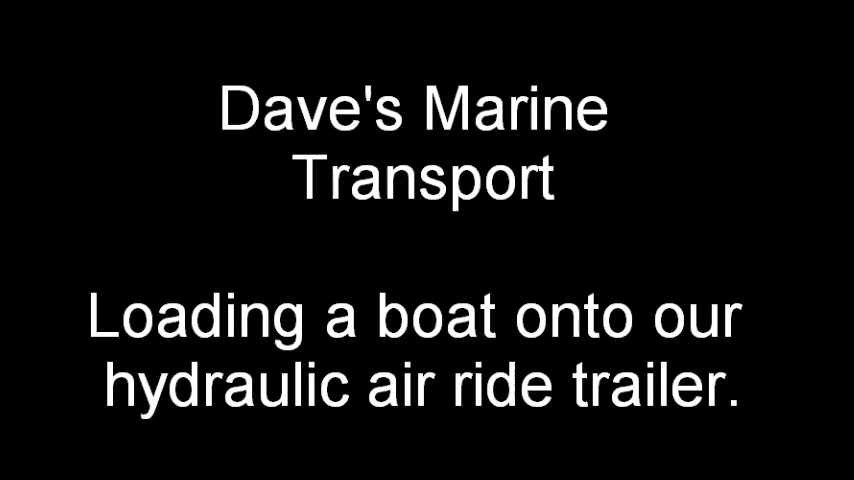 Dave's Marine
Transport
Loading a boat onto our
hydraulic air ride trailer.